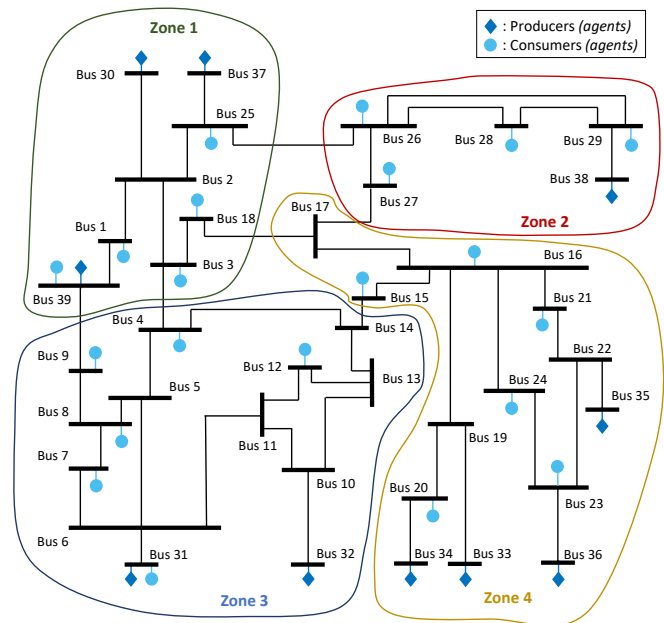 Zone 1
: Producers (agents)
: Consumers (agents)
Bus 30
Bus 37
Bus 25
Bus 26
Bus 28
Bus 29
Bus 2
Bus 38
Bus 27
Bus 17
Bus 18
Zone 2
Bus 1
Bus 3
Bus 16
Bus 39
Bus 15
Bus 21
Bus 4
Bus 14
Bus 9
Bus 12
Bus 22
Bus 5
Bus 13
Bus 24
Bus 8
Bus 35
Bus 11
Bus 19
Bus 7
Bus 10
Bus 20
Bus 23
Bus 6
Bus 31
Bus 32
Bus 34
Bus 33
Bus 36
Zone 3
Zone 4